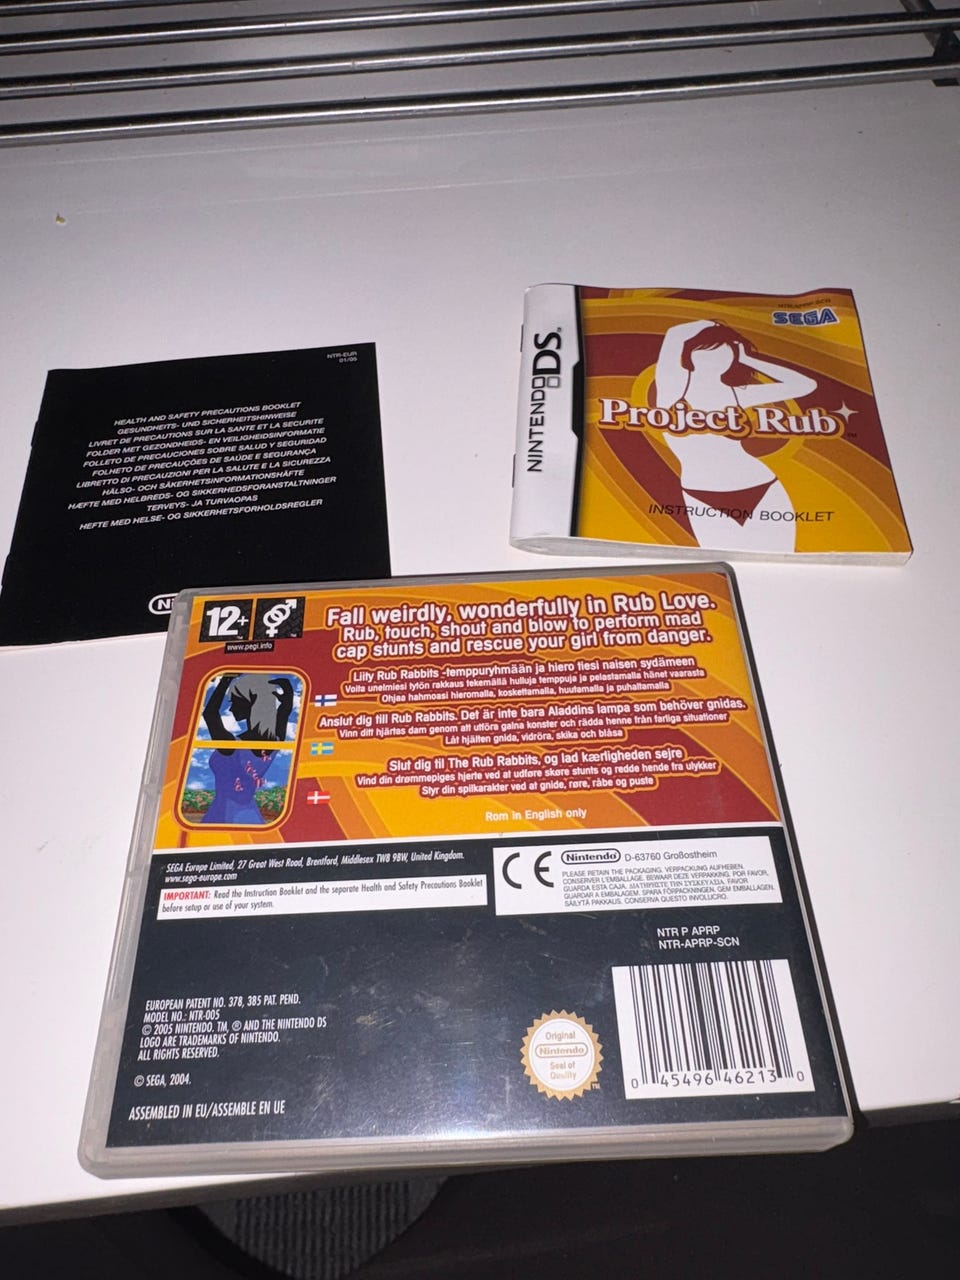 NTR-EUR
01/05
HEALTH AND SAFETY PRECAUTIONS BOOKLET
GESUNDHEITS- UND SICHERHEITSHINWEISE
LIVRET DE PRECAUTIONS SUR LA SANTE ET LA SECURITE
FOLDER MET GEZONDHEIDS- EN VEILIGHEIDSINFORMATIE
FOLLETO DE PRECAUCIONES SOBRE SALUD Y SEGURIDAD
FOLHETO DE PRECAUÇÕES DE SAÚDE E SEGURANÇA
LIBRETTO DI PRECAUZIONI PER LA SALUTE E LA SICUREZZA
HÄLSO- OCH SÄKERHETSINFORMATIONSHÄFTE
HÆFTE MED HELBREDS- OG SIKKERHEDSFORANSTALTNINGER
TERVEYS- JA TURVAOPAS
HEFTE MED HELSE- OG SIKKERHETSFORHOLDSREGLER
NTR-APRP-SCN
SEGA
NINTENDO DS™
Project Rub™
INSTRUCTION BOOKLET
12+
www.pegi.info
Fall weirdly, wonderfully in Rub Love.
Rub, touch, shout and blow to perform mad
cap stunts and rescue your girl from danger.
Liity Rub Rabbits -temppuryhmään ja hiero tiesi naisen sydämeen
Voita unelmiesi tytön rakkaus tekemällä hulluja temppuja ja pelastamalla hänet vaarasta
Ohjaa hahmoasi hieromalla, koskettamalla, huutamalla ja puhaltamalla
Anslut dig till Rub Rabbits. Det är inte bara Aladdins lampa som behöver gnidas.
Vinn ditt hjärtas dam genom att utföra galna konster och rädda henne från farliga situationer
Låt hjälten gnida, vidröra, skika och blåsa
Slut dig til The Rub Rabbits, og lad kærligheden sejre
Vind din drømmepiges hjerte ved at udføre skøre stunts og redde hende fra ulykker
Styr din spilkarakter ved at gnide, røre, råbe og puste
Rom in English only
SEGA Europe Limited, 27 Great West Road, Brentford, Middlesex TW8 9BW, United Kingdom.
www.sega-europe.com
IMPORTANT: Read the Instruction Booklet and the separate Health and Safety Precautions Booklet
before setup or use of your system.
CE Nintendo D-63760 Großostheim
PLEASE RETAIN THE PACKAGING. VERPACKUNG AUFHEBEN.
CONSERVER L'EMBALLAGE. BEWAAR DEZE VERPAKKING. POR FAVOR,
GUARDA ESTA CAJA. ΔΙΑΤΗΡΗΣΤΕ ΤΗΝ ΣΥΣΚΕΥΑΣΙΑ. FAVOR
GUARDAR A EMBALAGEM. SPARA FÖRPACKNINGEN. GEM EMBALLAGEN.
SÄILYTÄ PAKKAUS. CONSERVA QUESTO INVOLUCRO.
NTR P APRP
NTR-APRP-SCN
EUROPEAN PATENT NO. 378, 385 PAT. PEND.
MODEL NO.: NTR-005
© 2005 NINTENDO. TM, ® AND THE NINTENDO DS
LOGO ARE TRADEMARKS OF NINTENDO.
ALL RIGHTS RESERVED.
© SEGA, 2004.
ASSEMBLED IN EU/ASSEMBLE EN UE
Original
Nintendo
Seal of
Quality
TM
0 45496 46213 0